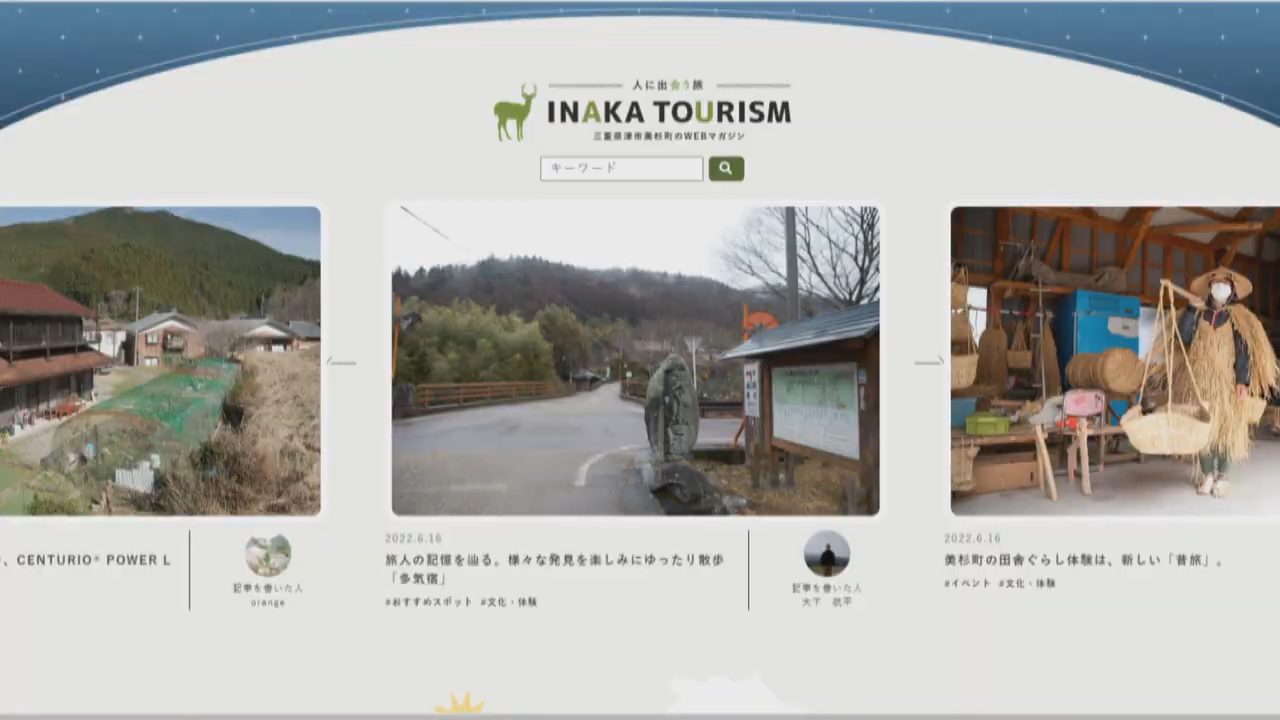 人に出会う旅
INAKA TOURISM
三重県津市美杉町のWEBマガジン
キーワード
、CENTURIO® POWER L
記事を書いた人
orange
2022.6.16
旅人の記憶を辿る。様々な発見を楽しみにゆったり散歩
「多気宿」
#おすすめスポット #文化・体験
記事を書いた人
2022.6.16
美杉町の田舎ぐらし体験は、新しい「昔旅」。
#イベント #文化・体験